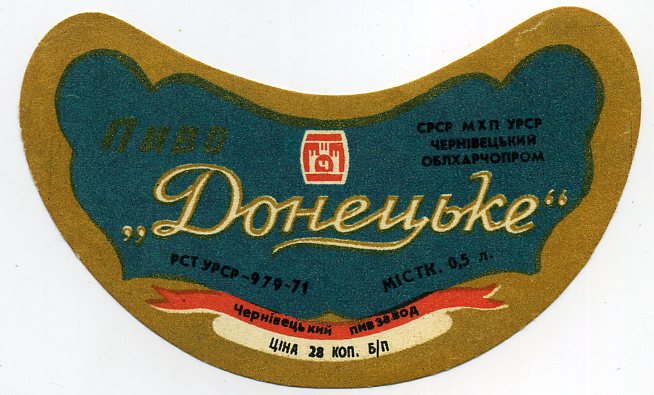 Пиво
СРСР МХП УРСР
ЧЕРНІВЕЦЬКИЙ
ОБЛХАРЧОПРОМ
Ч
„Донецьке“
РСТ УРСР-979-71
МІСТК. 0,5 л.
Чернівецький пивзавод
ЦІНА 28 КОП. Б/П